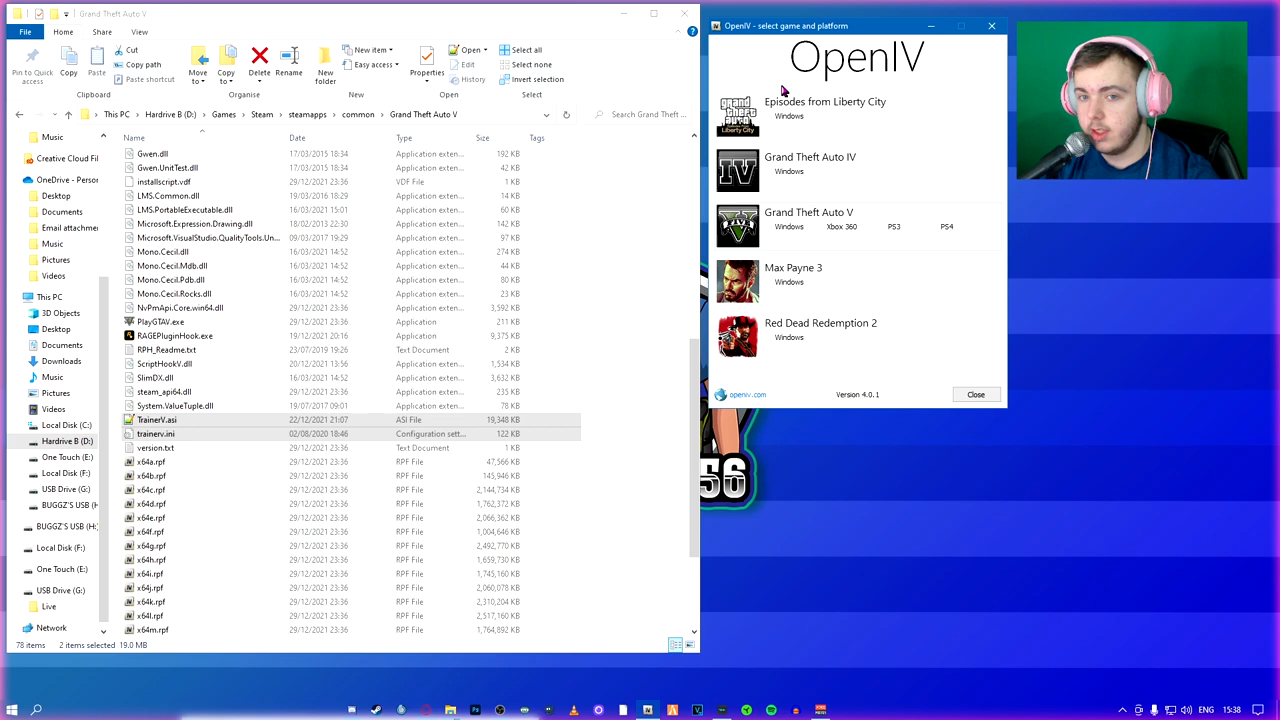 Grand Theft Auto V
File
Home
Share
View
Pin to Quick access
Copy
Paste
Cut
Copy path
Paste shortcut
Clipboard
Move to
Copy to
Delete
Rename
Organise
New folder
New item
Easy access
New
Properties
Open
Edit
History
Open
Select all
Select none
Invert selection
Select
This PC > Hardrive B (D:) > Games > Steam > steamapps > common > Grand Theft Auto V
Search Grand Theft ...
Name Date Type Size Tags
Music
Creative Cloud Fil
OneDrive - Person
Desktop
Documents
Email attachmer
Music
Pictures
Videos
This PC
3D Objects
Desktop
Documents
Downloads
Music
Pictures
Videos
Local Disk (C:)
Hardrive B (D:)
One Touch (E:)
Local Disk (F:)
USB Drive (G:)
BUGGZ'S USB (H
BUGGZ'S USB (H:
Local Disk (F:)
One Touch (E:)
USB Drive (G:)
Live
Network
Gwen.dll 17/03/2015 18:34 Application exten... 192 KB
Gwen.UnitTest.dll 17/03/2015 18:34 Application exten... 42 KB
installscript.vdf 29/12/2021 23:36 VDF File 1 KB
LMS.Common.dll 19/03/2016 18:29 Application exten... 14 KB
LMS.PortableExecutable.dll 16/03/2021 15:01 Application exten... 60 KB
Microsoft.Expression.Drawing.dll 18/02/2013 22:30 Application exten... 142 KB
Microsoft.VisualStudio.QualityTools.Un... 09/03/2017 19:29 Application exten... 97 KB
Mono.Cecil.dll 16/03/2021 14:52 Application exten... 274 KB
Mono.Cecil.Mdb.dll 16/03/2021 14:52 Application exten... 44 KB
Mono.Cecil.Pdb.dll 16/03/2021 14:52 Application exten... 80 KB
Mono.Cecil.Rocks.dll 16/03/2021 14:52 Application exten... 23 KB
NvPmApi.Core.win64.dll 29/12/2021 23:36 Application exten... 3,592 KB
PlayGTAV.exe 29/12/2021 23:36 Application 211 KB
RAGEPluginHook.exe 19/12/2021 20:16 Application 9,375 KB
RPH_Readme.txt 23/07/2019 19:26 Text Document 2 KB
ScriptHookV.dll 20/12/2021 13:56 Application exten... 1,534 KB
SlimDX.dll 16/03/2021 14:52 Application exten... 3,632 KB
steam_api64.dll 29/12/2021 23:36 Application exten... 235 KB
System.ValueTuple.dll 19/07/2017 09:01 Application exten... 78 KB
TrainerV.asi 22/12/2021 21:07 ASI File 19,348 KB
trainerv.ini 02/08/2020 18:46 Configuration sett... 122 KB
version.txt 29/12/2021 23:36 Text Document 1 KB
x64a.rpf 29/12/2021 23:36 RPF File 47,566 KB
x64b.rpf 29/12/2021 23:36 RPF File 145,946 KB
x64c.rpf 29/12/2021 23:36 RPF File 2,144,734 KB
x64d.rpf 29/12/2021 23:36 RPF File 1,762,372 KB
x64e.rpf 29/12/2021 23:36 RPF File 2,066,362 KB
x64f.rpf 29/12/2021 23:36 RPF File 1,004,646 KB
x64g.rpf 29/12/2021 23:36 RPF File 2,492,770 KB
x64h.rpf 29/12/2021 23:36 RPF File 1,659,730 KB
x64i.rpf 29/12/2021 23:36 RPF File 1,745,160 KB
x64j.rpf 29/12/2021 23:36 RPF File 2,060,078 KB
x64k.rpf 29/12/2021 23:36 RPF File 2,310,204 KB
x64l.rpf 29/12/2021 23:36 RPF File 2,517,160 KB
x64m.rpf 29/12/2021 23:36 RPF File 1,764,892 KB
78 items 2 items selected 19.0 MB
OpenIV - select game and platform
OpenIV
grand theft auto Liberty City
Episodes from Liberty City
Windows
IV
Grand Theft Auto IV
Windows
V
Grand Theft Auto V
Windows Xbox 360 PS3 PS4
Max Payne 3
Windows
Red Dead Redemption 2
Windows
openiv.com
Version 4.0.1
Close
56
ENG 15:38